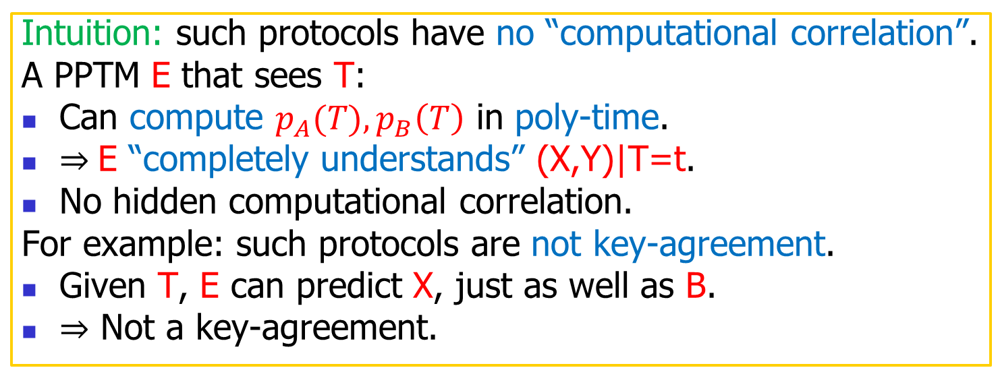 Intuition: such protocols have no “computational correlation”.
A PPTM E that sees T:
▪ Can compute p_A(T), p_B(T) in poly-time.
▪ ⇒ E “completely understands” (X,Y)|T=t.
▪ No hidden computational correlation.
For example: such protocols are not key-agreement.
▪ Given T, E can predict X, just as well as B.
▪ ⇒ Not a key-agreement.